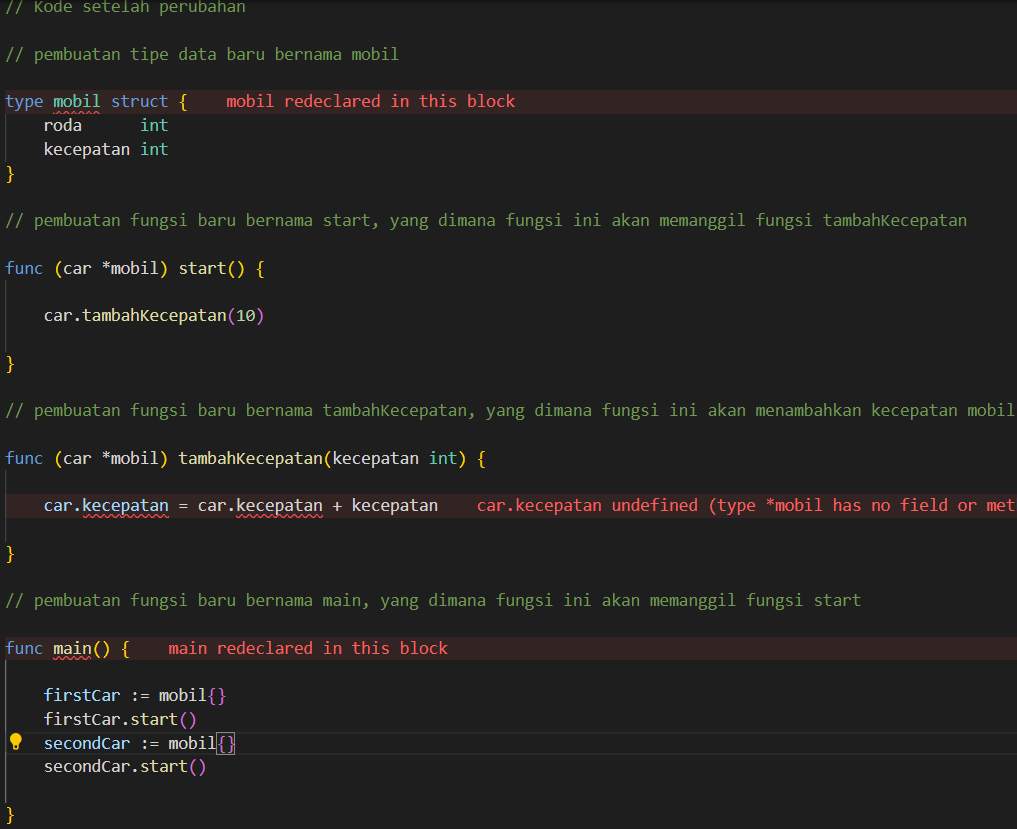 // Kode setelah perubahan
// pembuatan tipe data baru bernama mobil
type mobil struct {    mobil redeclared in this block
    roda      int
    kecepatan int
}
// pembuatan fungsi baru bernama start, yang dimana fungsi ini akan memanggil fungsi tambahKecepatan
func (car *mobil) start() {
    car.tambahKecepatan(10)
}
// pembuatan fungsi baru bernama tambahKecepatan, yang dimana fungsi ini akan menambahkan kecepatan mobil
func (car *mobil) tambahKecepatan(kecepatan int) {
    car.kecepatan = car.kecepatan + kecepatan    car.kecepatan undefined (type *mobil has no field or met
}
// pembuatan fungsi baru bernama main, yang dimana fungsi ini akan memanggil fungsi start
func main() {    main redeclared in this block
    firstCar := mobil{}
    firstCar.start()
    secondCar := mobil{}
    secondCar.start()
}